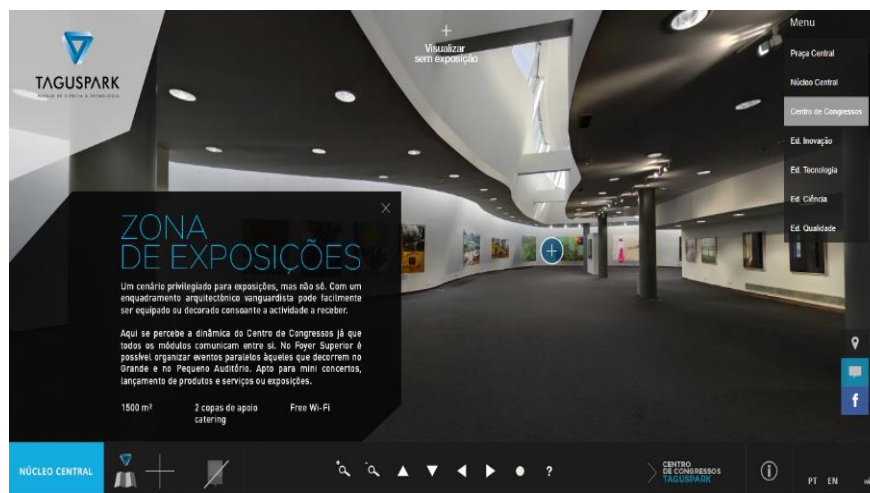 TAGUSPARK
PARQUE DE CIÊNCIA & TECNOLOGIA
+
Visualizar
sem exposição
Menu
Praça Central
Núcleo Central
Centro de Congressos
Ed. Inovação
Ed. Tecnologia
Ed. Ciência
Ed. Qualidade
X
ZONA
DE EXPOSIÇÕES
Um cenário privilegiado para exposições, mas não só. Com um
enquadramento arquitectónico vanguardista pode facilmente
ser equipado ou decorado consoante a actividade a receber.
Aqui se percebe a dinâmica do Centro de Congressos já que
todos os módulos comunicam entre si. No Foyer Superior é
possível organizar eventos paralelos àqueles que decorrem no
Grande e no Pequeno Auditório. Apto para mini concertos,
lançamento de produtos e serviços ou exposições.
1500 m² 2 copas de apoio Free Wi-Fi
catering
f
NÚCLEO CENTRAL
?
CENTRO
DE CONGRESSOS
TAGUSPARK
i
PT EN